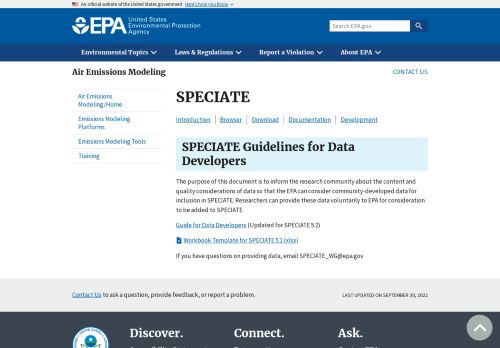 An official website of the United States government Here's how you know
EPA United States
Environmental Protection
Agency
Search EPA.gov
Environmental Topics Laws & Regulations Report a Violation About EPA
Air Emissions Modeling
CONTACT US
Air Emissions
Modeling/Home
Emissions Modeling
Platforms
Emissions Modeling Tools
Training
SPECIATE
Introduction Browser Download Documentation Development
SPECIATE Guidelines for Data
Developers
The purpose of this document is to inform the research community about the content and
quality considerations of data so that the EPA can consider community-developed data for
inclusion in SPECIATE. Researchers can provide these data voluntarily to EPA for consideration
to be added to SPECIATE.
Guide for Data Developers (Updated for SPECIATE 5.2)
Workbook Template for SPECIATE 5.1 (xlsx)
If you have questions on providing data, email SPECIATE_WG@epa.gov
Contact Us to ask a question, provide feedback, or report a problem.
LAST UPDATED ON SEPTEMBER 30, 2022
Discover. Connect. Ask.